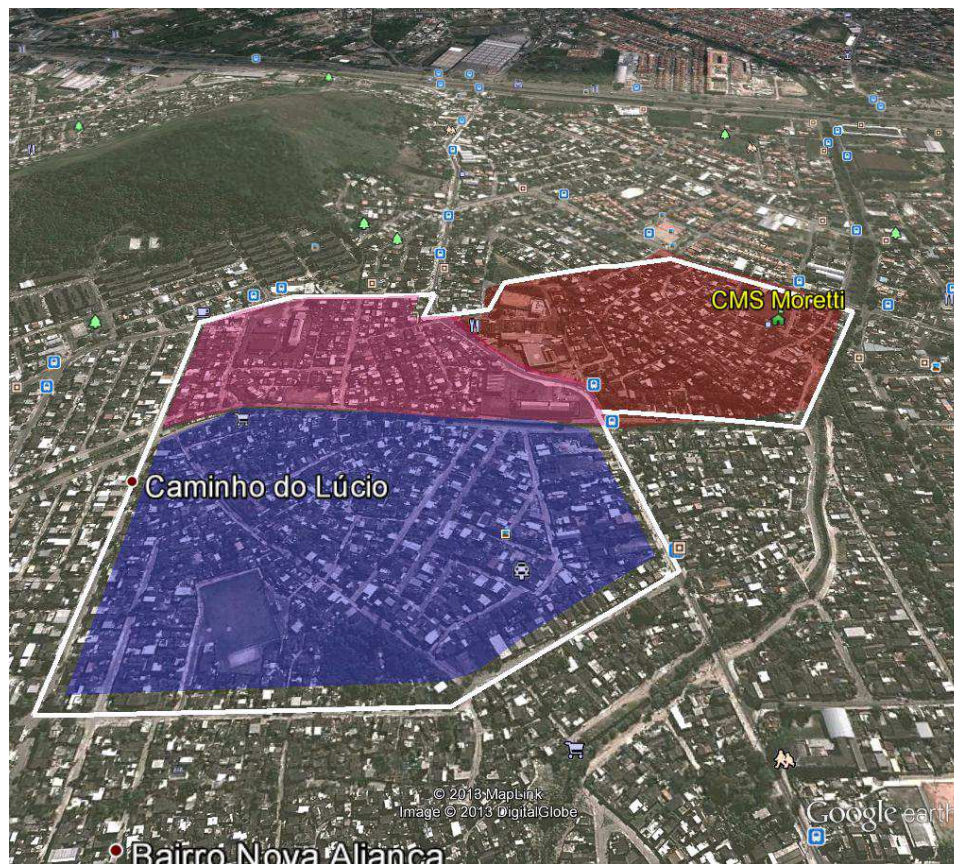 CMS Moretti
Caminho do Lúcio
© 2013 MapLink
Image © 2013 DigitalGlobe
Google earth
Bairro Nova Aliança